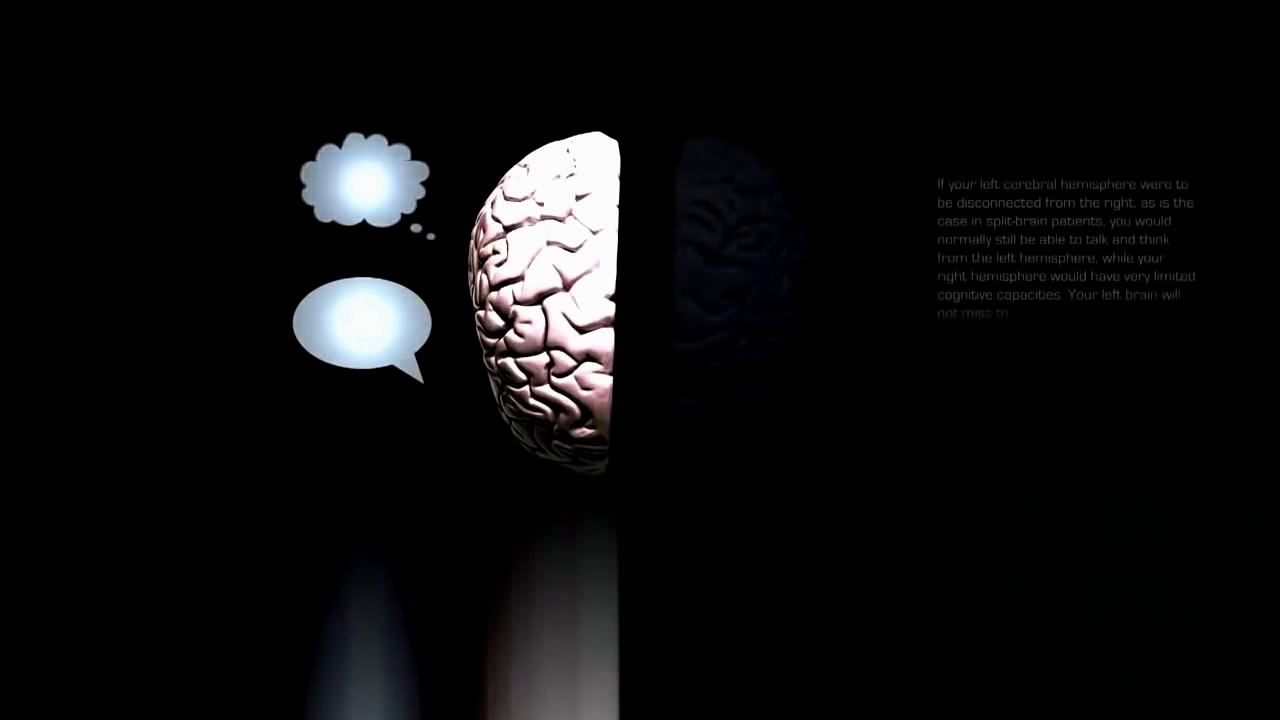 If your left cerebral hemisphere were to
be disconnected from the right, as is the
case in split-brain patients, you would
normally still be able to talk and think
from the left hemisphere, while your
right hemisphere would have very limited
cognitive capacities. Your left brain will
not miss th